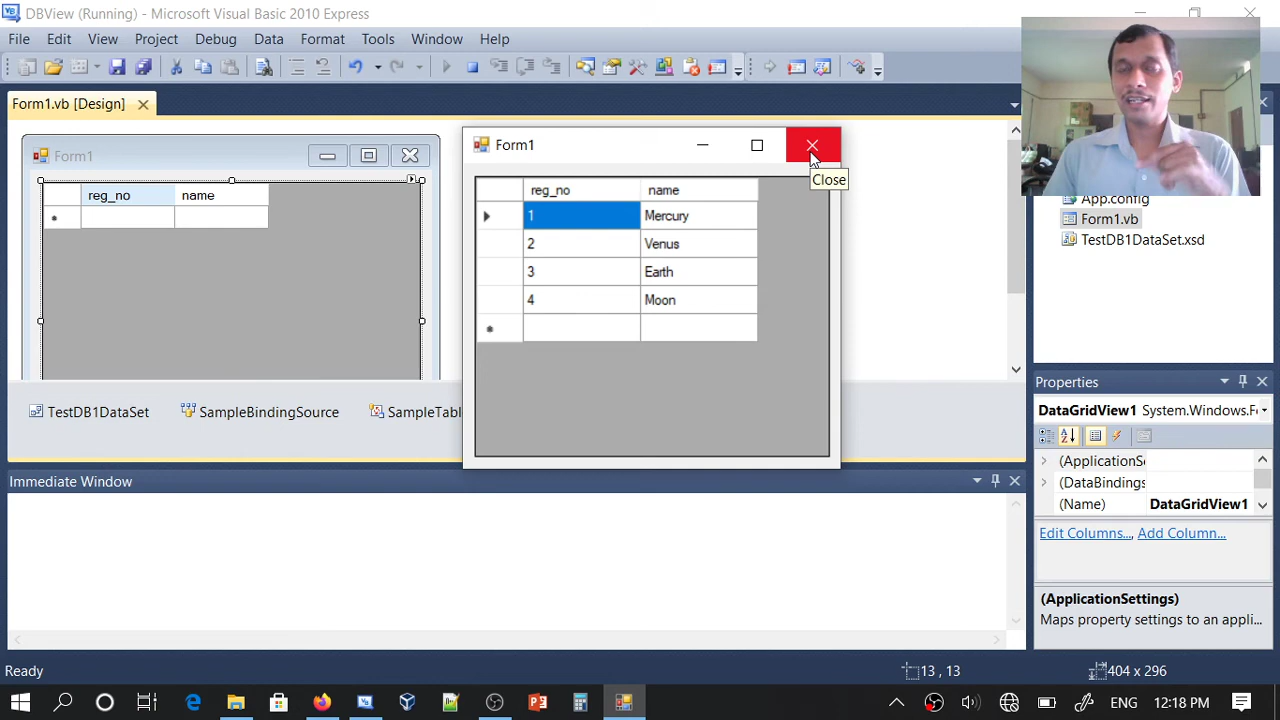 DBView (Running) - Microsoft Visual Basic 2010 Express
File Edit View Project Debug Data Format Tools Window Help
Form1.vb [Design]
Form1
reg_no name
*
TestDB1DataSet SampleBindingSource SampleTabl
Form1
Close
reg_no name
1 Mercury
2 Venus
3 Earth
4 Moon
*
App.config
Form1.vb
TestDB1DataSet.xsd
Properties
DataGridView1 System.Windows.Fo
(ApplicationSe
(DataBindings
(Name) DataGridView1
Edit Columns..., Add Column...
(ApplicationSettings)
Maps property settings to an appli...
Immediate Window
Ready
13 , 13
404 x 296
ENG 12:18 PM